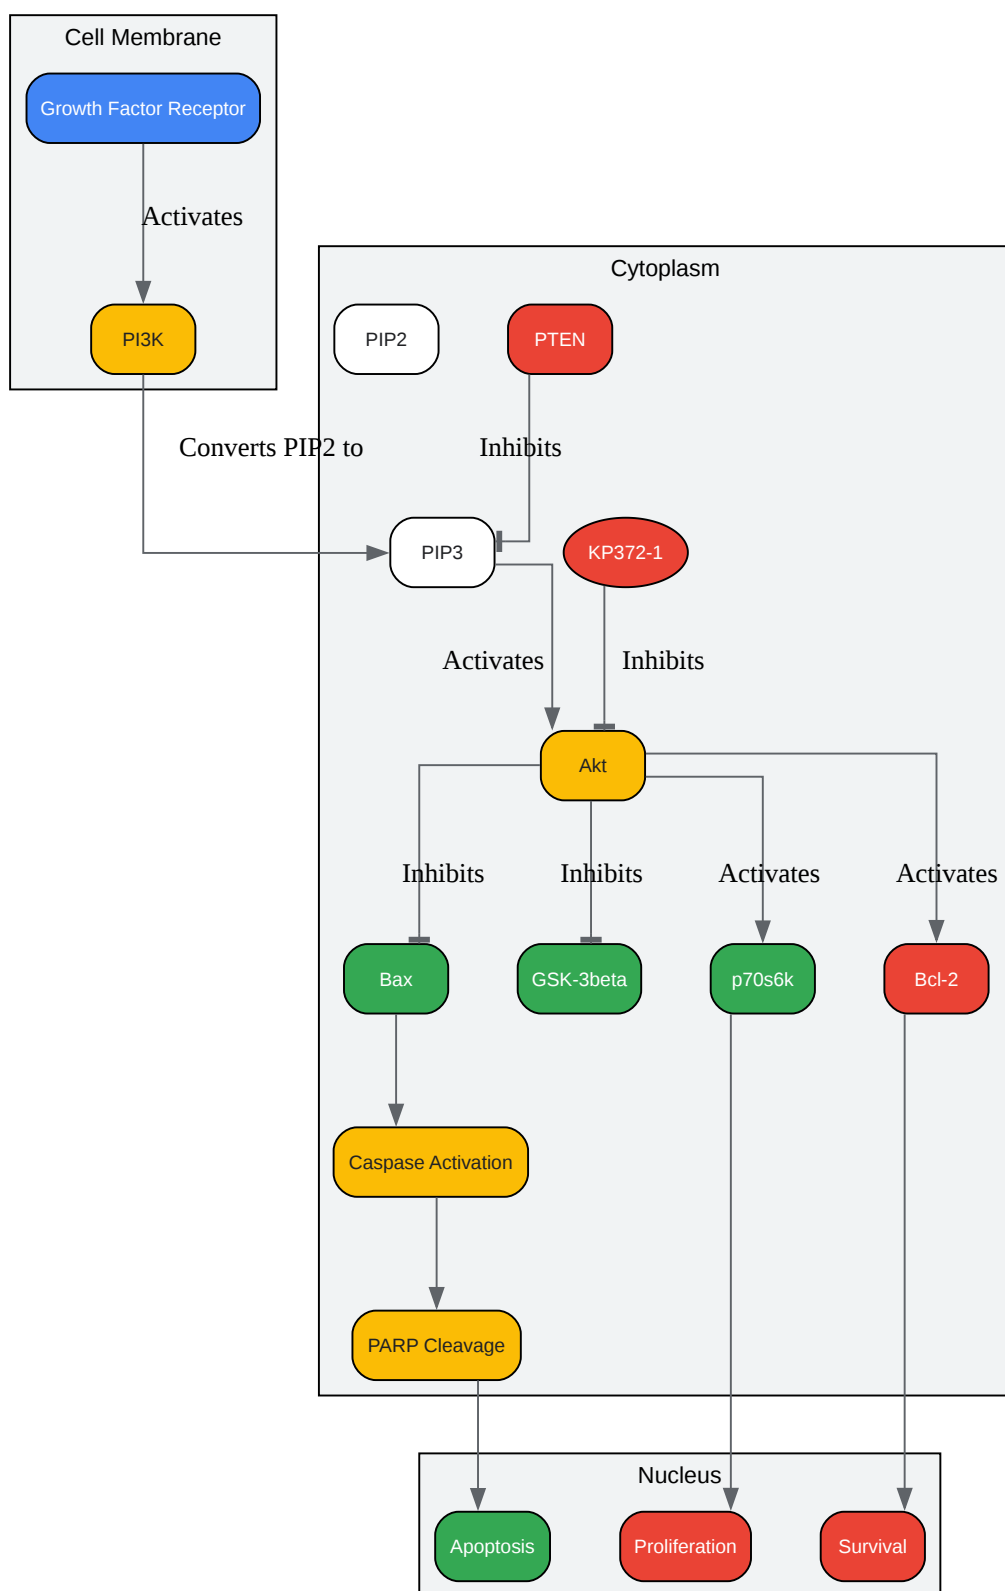 Cell Membrane
Growth Factor Receptor
Activates
Cytoplasm
PI3K
PIP2
PTEN
Converts PIP2 to
Inhibits
PIP3
KP372-1
Activates
Inhibits
Akt
Inhibits
Inhibits
Activates
Activates
Bax
GSK-3beta
p70s6k
Bcl-2
Caspase Activation
PARP Cleavage
Nucleus
Apoptosis
Proliferation
Survival